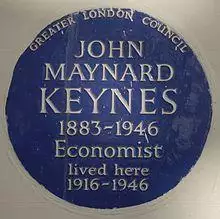 GREATER LONDON COUNCIL
JOHN
MAYNARD
KEYNES
1883-1946
Economist
lived here
1916-1946